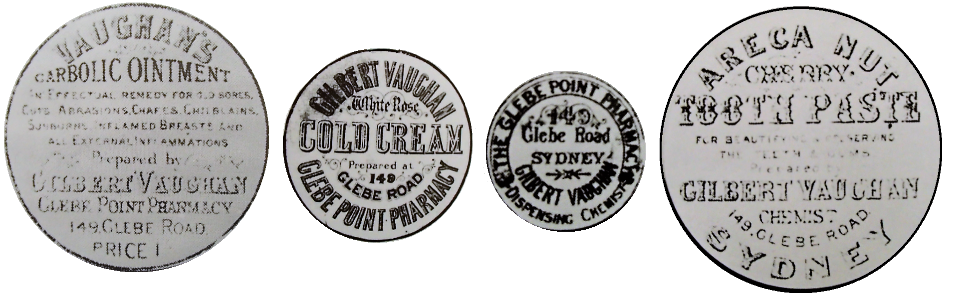 VAUGHAN'S
CARBOLIC OINTMENT
AN EFFECTUAL REMEDY FOR OLD SORES,
CUTS, ABRASIONS, CHAFES, CHILBLAINS,
SUNBURNS, INFLAMED BREASTS AND
ALL EXTERNAL INFLAMMATIONS
Prepared by
GILBERT VAUGHAN
GLEBE POINT PHARMACY
149, GLEBE ROAD
PRICE 1
GILBERT VAUGHAN
White Rose
COLD CREAM
Prepared at
149
GLEBE ROAD
GLEBE POINT PHARMACY
THE GLEBE POINT PHARMACY
149
Glebe Road
SYDNEY
GILBERT VAUGHAN
DISPENSING CHEMIST
ARECA NUT
CHERRY
TOOTH PASTE
FOR BEAUTIFYING & PRESERVING
THE TEETH & GUMS
Prepared by
GILBERT VAUGHAN
CHEMIST
149, GLEBE ROAD
SYDNEY